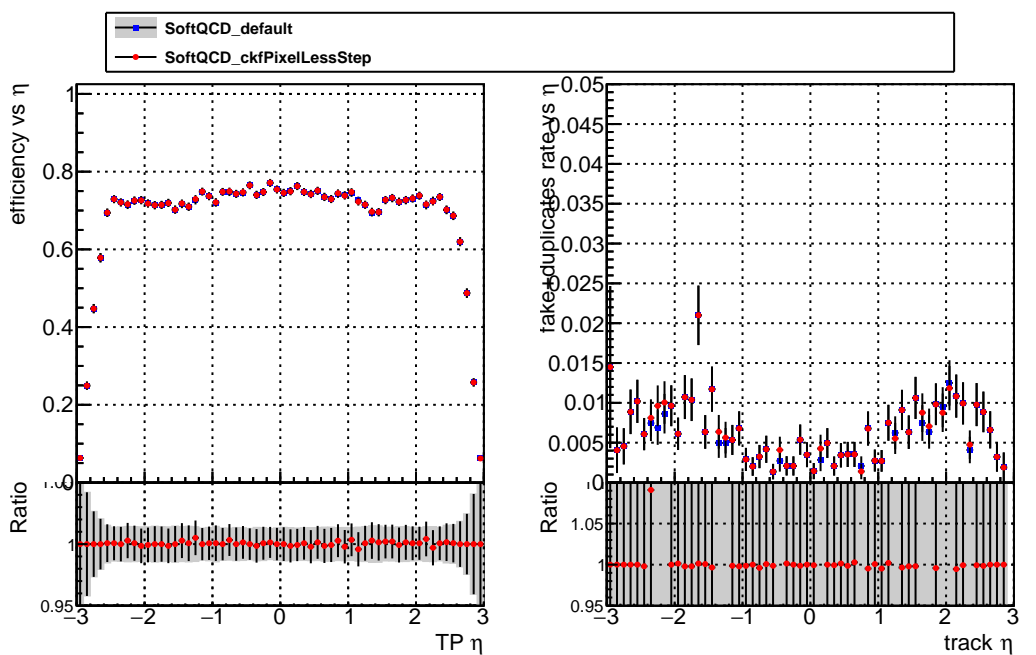 SoftQCD_default
SoftQCD_ckfPixelLessStep
efficiency vs η
1
0.8
0.6
0.4
0.2
0
Ratio
1
0.95
−3 −2 −1 0 1 2 3
TP η
fake+duplicates rate vs η
0.05
0.045
0.04
0.035
0.03
0.025
0.02
0.015
0.01
0.005
0
Ratio
1.05
1
0.95
−3 −2 −1 0 1 2 3
track η